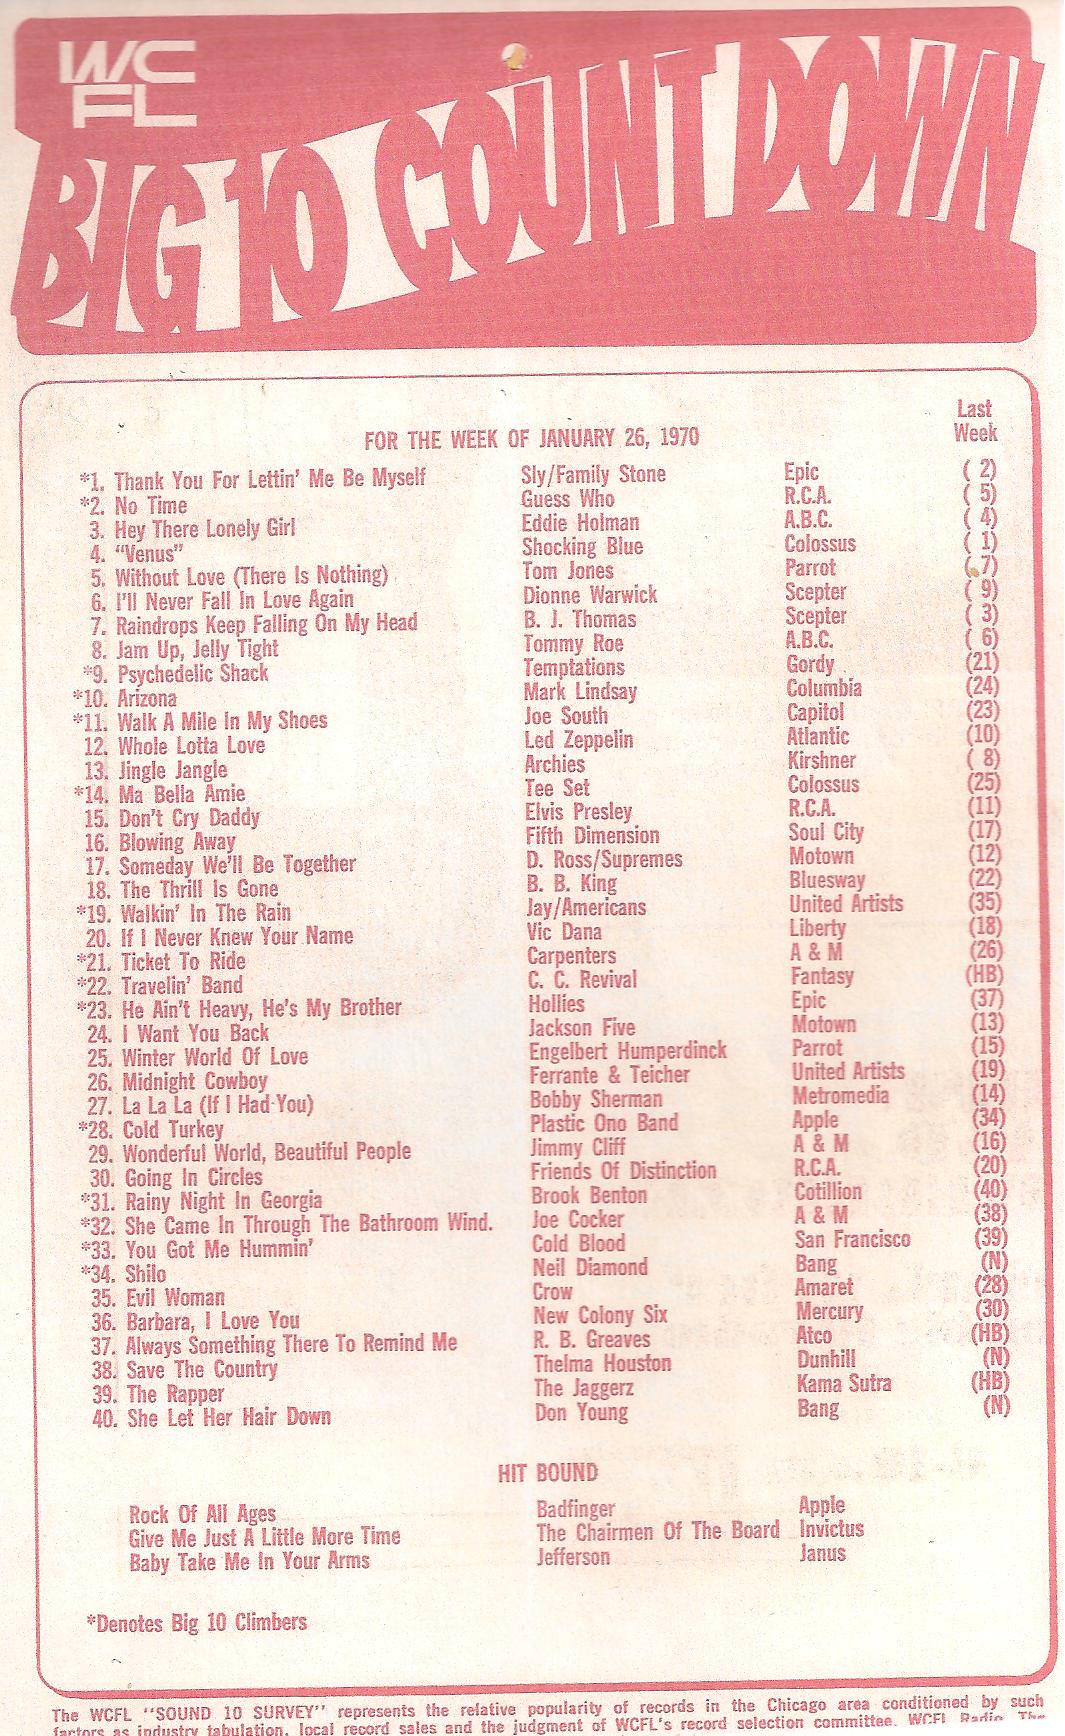 WC
FL
BIG 10 COUNT DOWN
Last
FOR THE WEEK OF JANUARY 26, 1970 Week
*1. Thank You For Lettin' Me Be Myself Sly/Family Stone Epic ( 2)
*2. No Time Guess Who R.C.A. ( 5)
3. Hey There Lonely Girl Eddie Holman A.B.C. ( 4)
4. "Venus" Shocking Blue Colossus ( 1)
5. Without Love (There Is Nothing) Tom Jones Parrot ( 7)
6. I'll Never Fall In Love Again Dionne Warwick Scepter ( 9)
7. Raindrops Keep Falling On My Head B. J. Thomas Scepter ( 3)
8. Jam Up, Jelly Tight Tommy Roe A.B.C. ( 6)
*9. Psychedelic Shack Temptations Gordy (21)
*10. Arizona Mark Lindsay Columbia (24)
*11. Walk A Mile In My Shoes Joe South Capitol (23)
12. Whole Lotta Love Led Zeppelin Atlantic (10)
13. Jingle Jangle Archies Kirshner ( 8)
*14. Ma Bella Amie Tee Set Colossus (25)
15. Don't Cry Daddy Elvis Presley R.C.A. (11)
16. Blowing Away Fifth Dimension Soul City (17)
17. Someday We'll Be Together D. Ross/Supremes Motown (12)
18. The Thrill Is Gone B. B. King Bluesway (22)
*19. Walkin' In The Rain Jay/Americans United Artists (35)
20. If I Never Knew Your Name Vic Dana Liberty (18)
*21. Ticket To Ride Carpenters A & M (26)
*22. Travelin' Band C. C. Revival Fantasy (HB)
*23. He Ain't Heavy, He's My Brother Hollies Epic (37)
24. I Want You Back Jackson Five Motown (13)
25. Winter World Of Love Engelbert Humperdinck Parrot (15)
26. Midnight Cowboy Ferrante & Teicher United Artists (19)
27. La La La (If I Had You) Bobby Sherman Metromedia (14)
*28. Cold Turkey Plastic Ono Band Apple (34)
29. Wonderful World, Beautiful People Jimmy Cliff A & M (16)
30. Going In Circles Friends Of Distinction R.C.A. (20)
*31. Rainy Night In Georgia Brook Benton Cotillion (40)
*32. She Came In Through The Bathroom Wind. Joe Cocker A & M (38)
*33. You Got Me Hummin' Cold Blood San Francisco (39)
*34. Shilo Neil Diamond Bang (N)
35. Evil Woman Crow Amaret (28)
36. Barbara, I Love You New Colony Six Mercury (30)
37. Always Something There To Remind Me R. B. Greaves Atco (HB)
38. Save The Country Thelma Houston Dunhill (N)
39. The Rapper The Jaggerz Kama Sutra (HB)
40. She Let Her Hair Down Don Young Bang (N)
HIT BOUND
Rock Of All Ages Badfinger Apple
Give Me Just A Little More Time The Chairmen Of The Board Invictus
Baby Take Me In Your Arms Jefferson Janus
*Denotes Big 10 Climbers
The WCFL "SOUND 10 SURVEY" represents the relative popularity of records in the Chicago area conditioned by such
factors as industry tabulation, local record sales and the judgment of WCFL's record selection committee. WCFL Radio. The